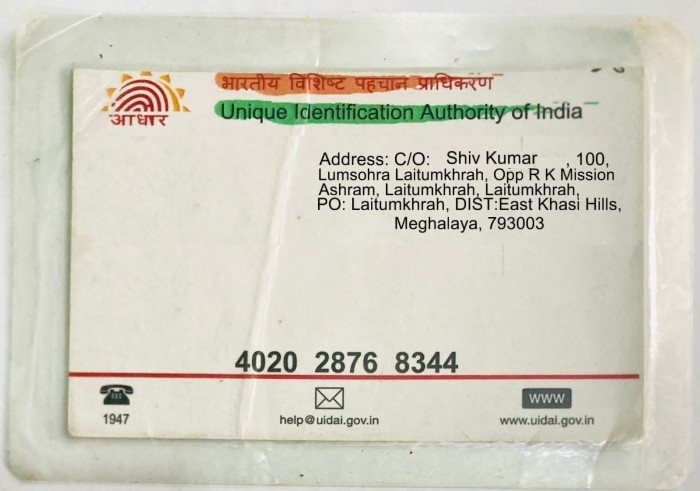 भारतीय विशिष्ट पहचान प्राधिकरण
आधार
Unique Identification Authority of India
Address: C/O: Shiv Kumar , 100,
Lumsohra Laitumkhrah, Opp R K Mission
Ashram, Laitumkhrah, Laitumkhrah,
PO: Laitumkhrah, DIST:East Khasi Hills,
Meghalaya, 793003
4020 2876 8344
1947
help@uidai.gov.in
WWW
www.uidai.gov.in